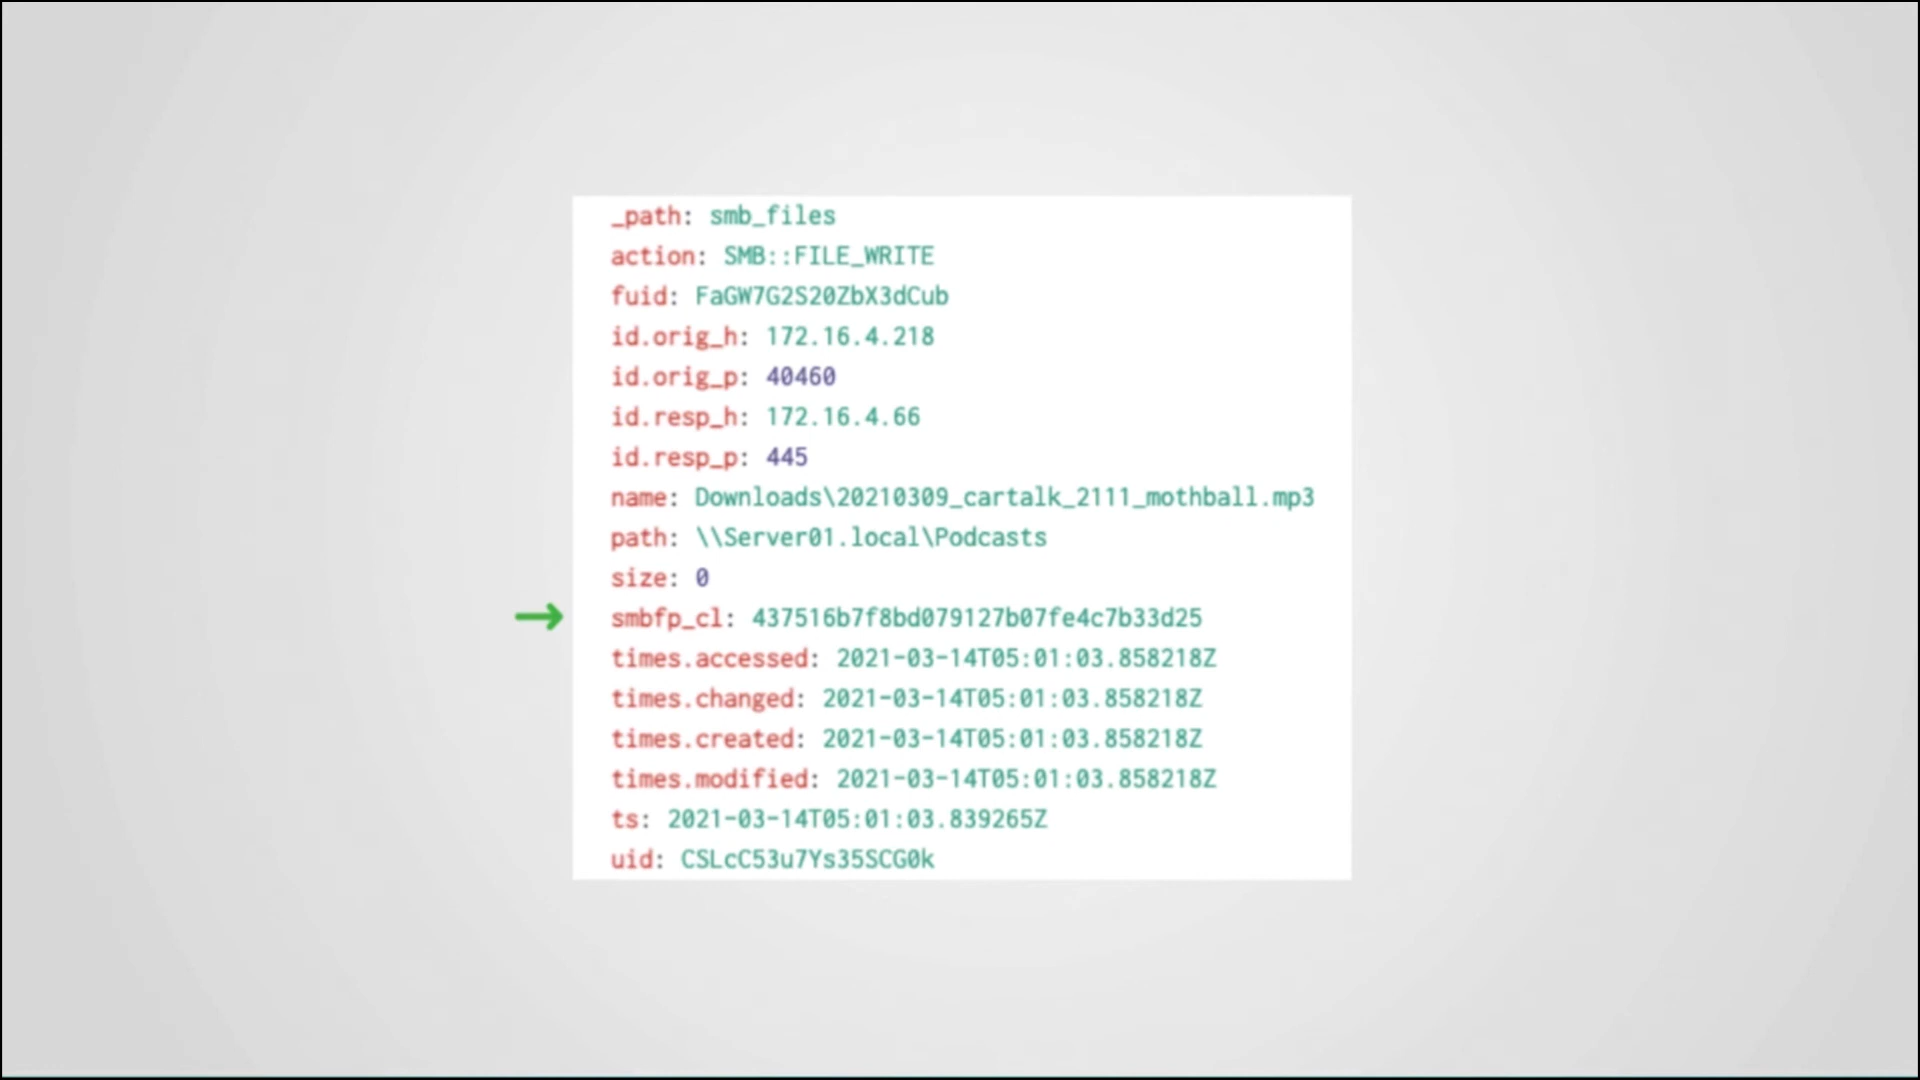 _path: smb_files
action: SMB::FILE_WRITE
fuid: FaGW7G2S20ZbX3dCub
id.orig_h: 172.16.4.218
id.orig_p: 40460
id.resp_h: 172.16.4.66
id.resp_p: 445
name: Downloads\20210309_cartalk_2111_mothball.mp3
path: \\Server01.local\Podcasts
size: 0
smbfp_cl: 437516b7f8bd079127b07fe4c7b33d25
times.accessed: 2021-03-14T05:01:03.858218Z
times.changed: 2021-03-14T05:01:03.858218Z
times.created: 2021-03-14T05:01:03.858218Z
times.modified: 2021-03-14T05:01:03.858218Z
ts: 2021-03-14T05:01:03.839265Z
uid: CSLcC53u7Ys35SCG0k